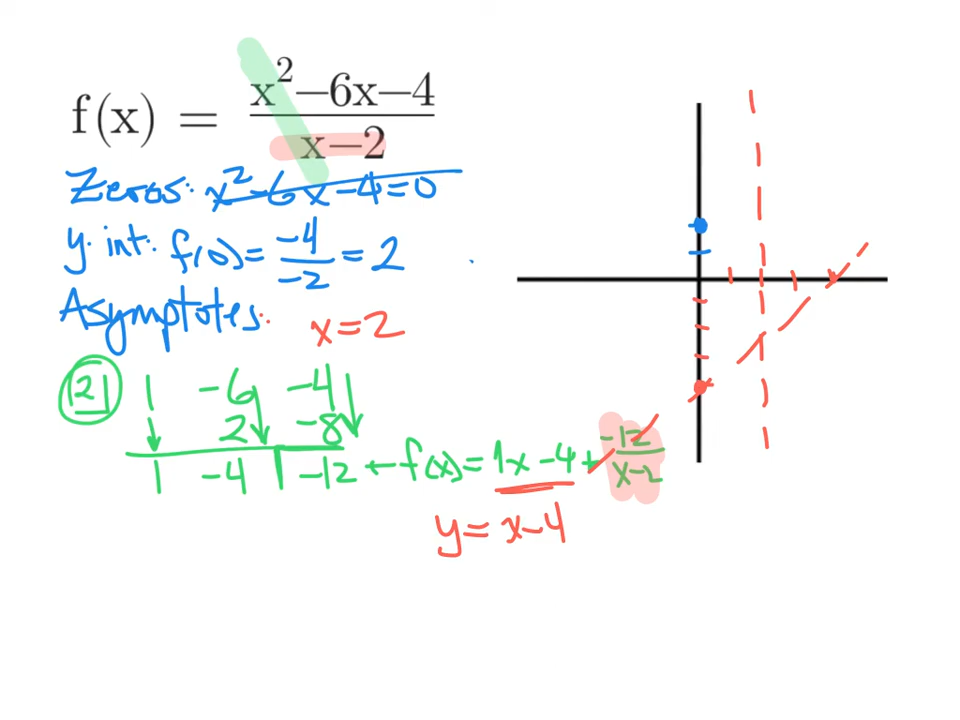 f(x) = x²−6x−4 / x−2
Zeros: x²-6x-4=0
y. int: f(0) = -4/-2 = 2
Asymptotes: x=2
2| 1 -6 -4
2 -8
1 -4 | -12 ← f(x) = 1x-4 + -12/x-2
y = x-4